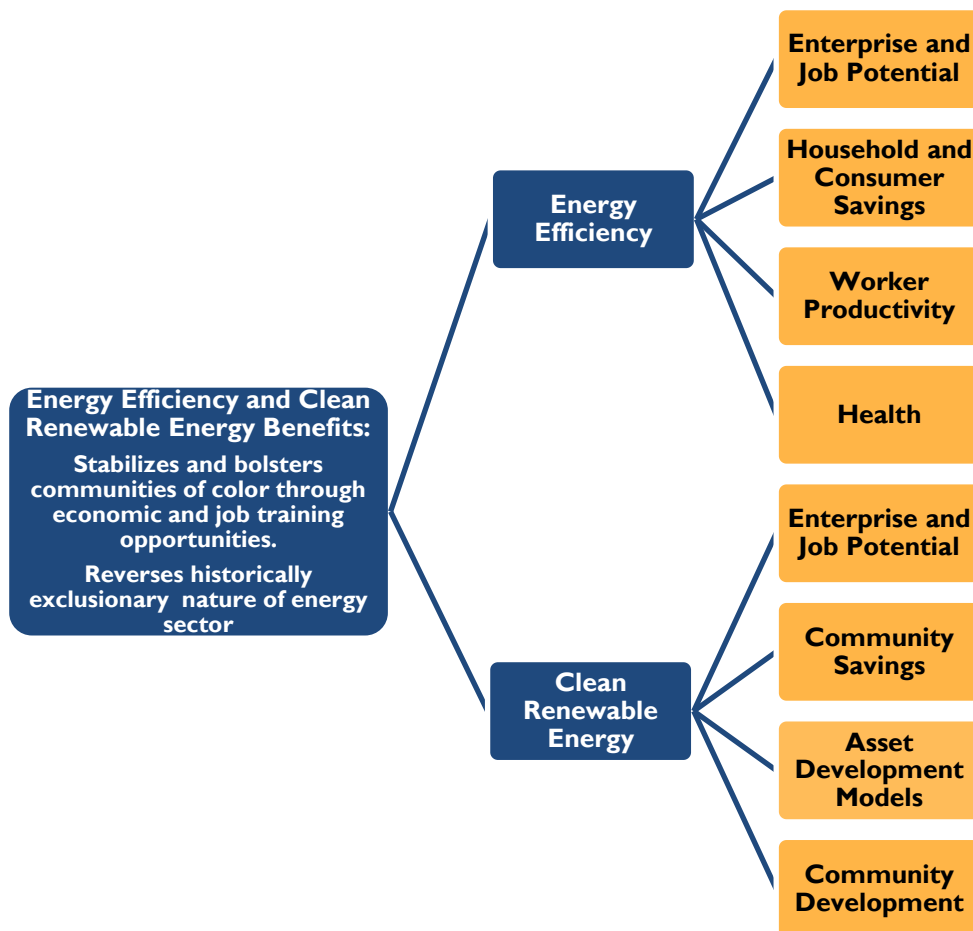 Energy Efficiency and Clean
Renewable Energy Benefits:
Stabilizes and bolsters
communities of color through
economic and job training
opportunities.
Reverses historically
exclusionary nature of energy
sector
Energy
Efficiency
Enterprise and
Job Potential
Household and
Consumer
Savings
Worker
Productivity
Health
Clean
Renewable
Energy
Enterprise and
Job Potential
Community
Savings
Asset
Development
Models
Community
Development